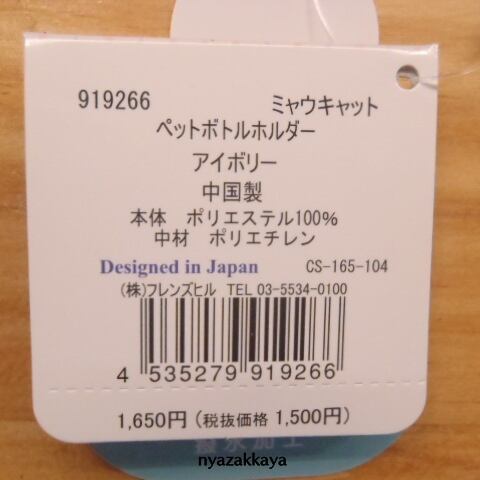 919266 ミャウキャット
ペットボトルホルダー
アイボリー
中国製
本体 ポリエステル100%
中材 ポリエチレン
Designed in Japan CS-165-104
(株)フレンズヒル TEL 03-5534-0100
4 535279 919266
1,650円 (税抜価格 1,500円)
撥水加工
nyazakkaya